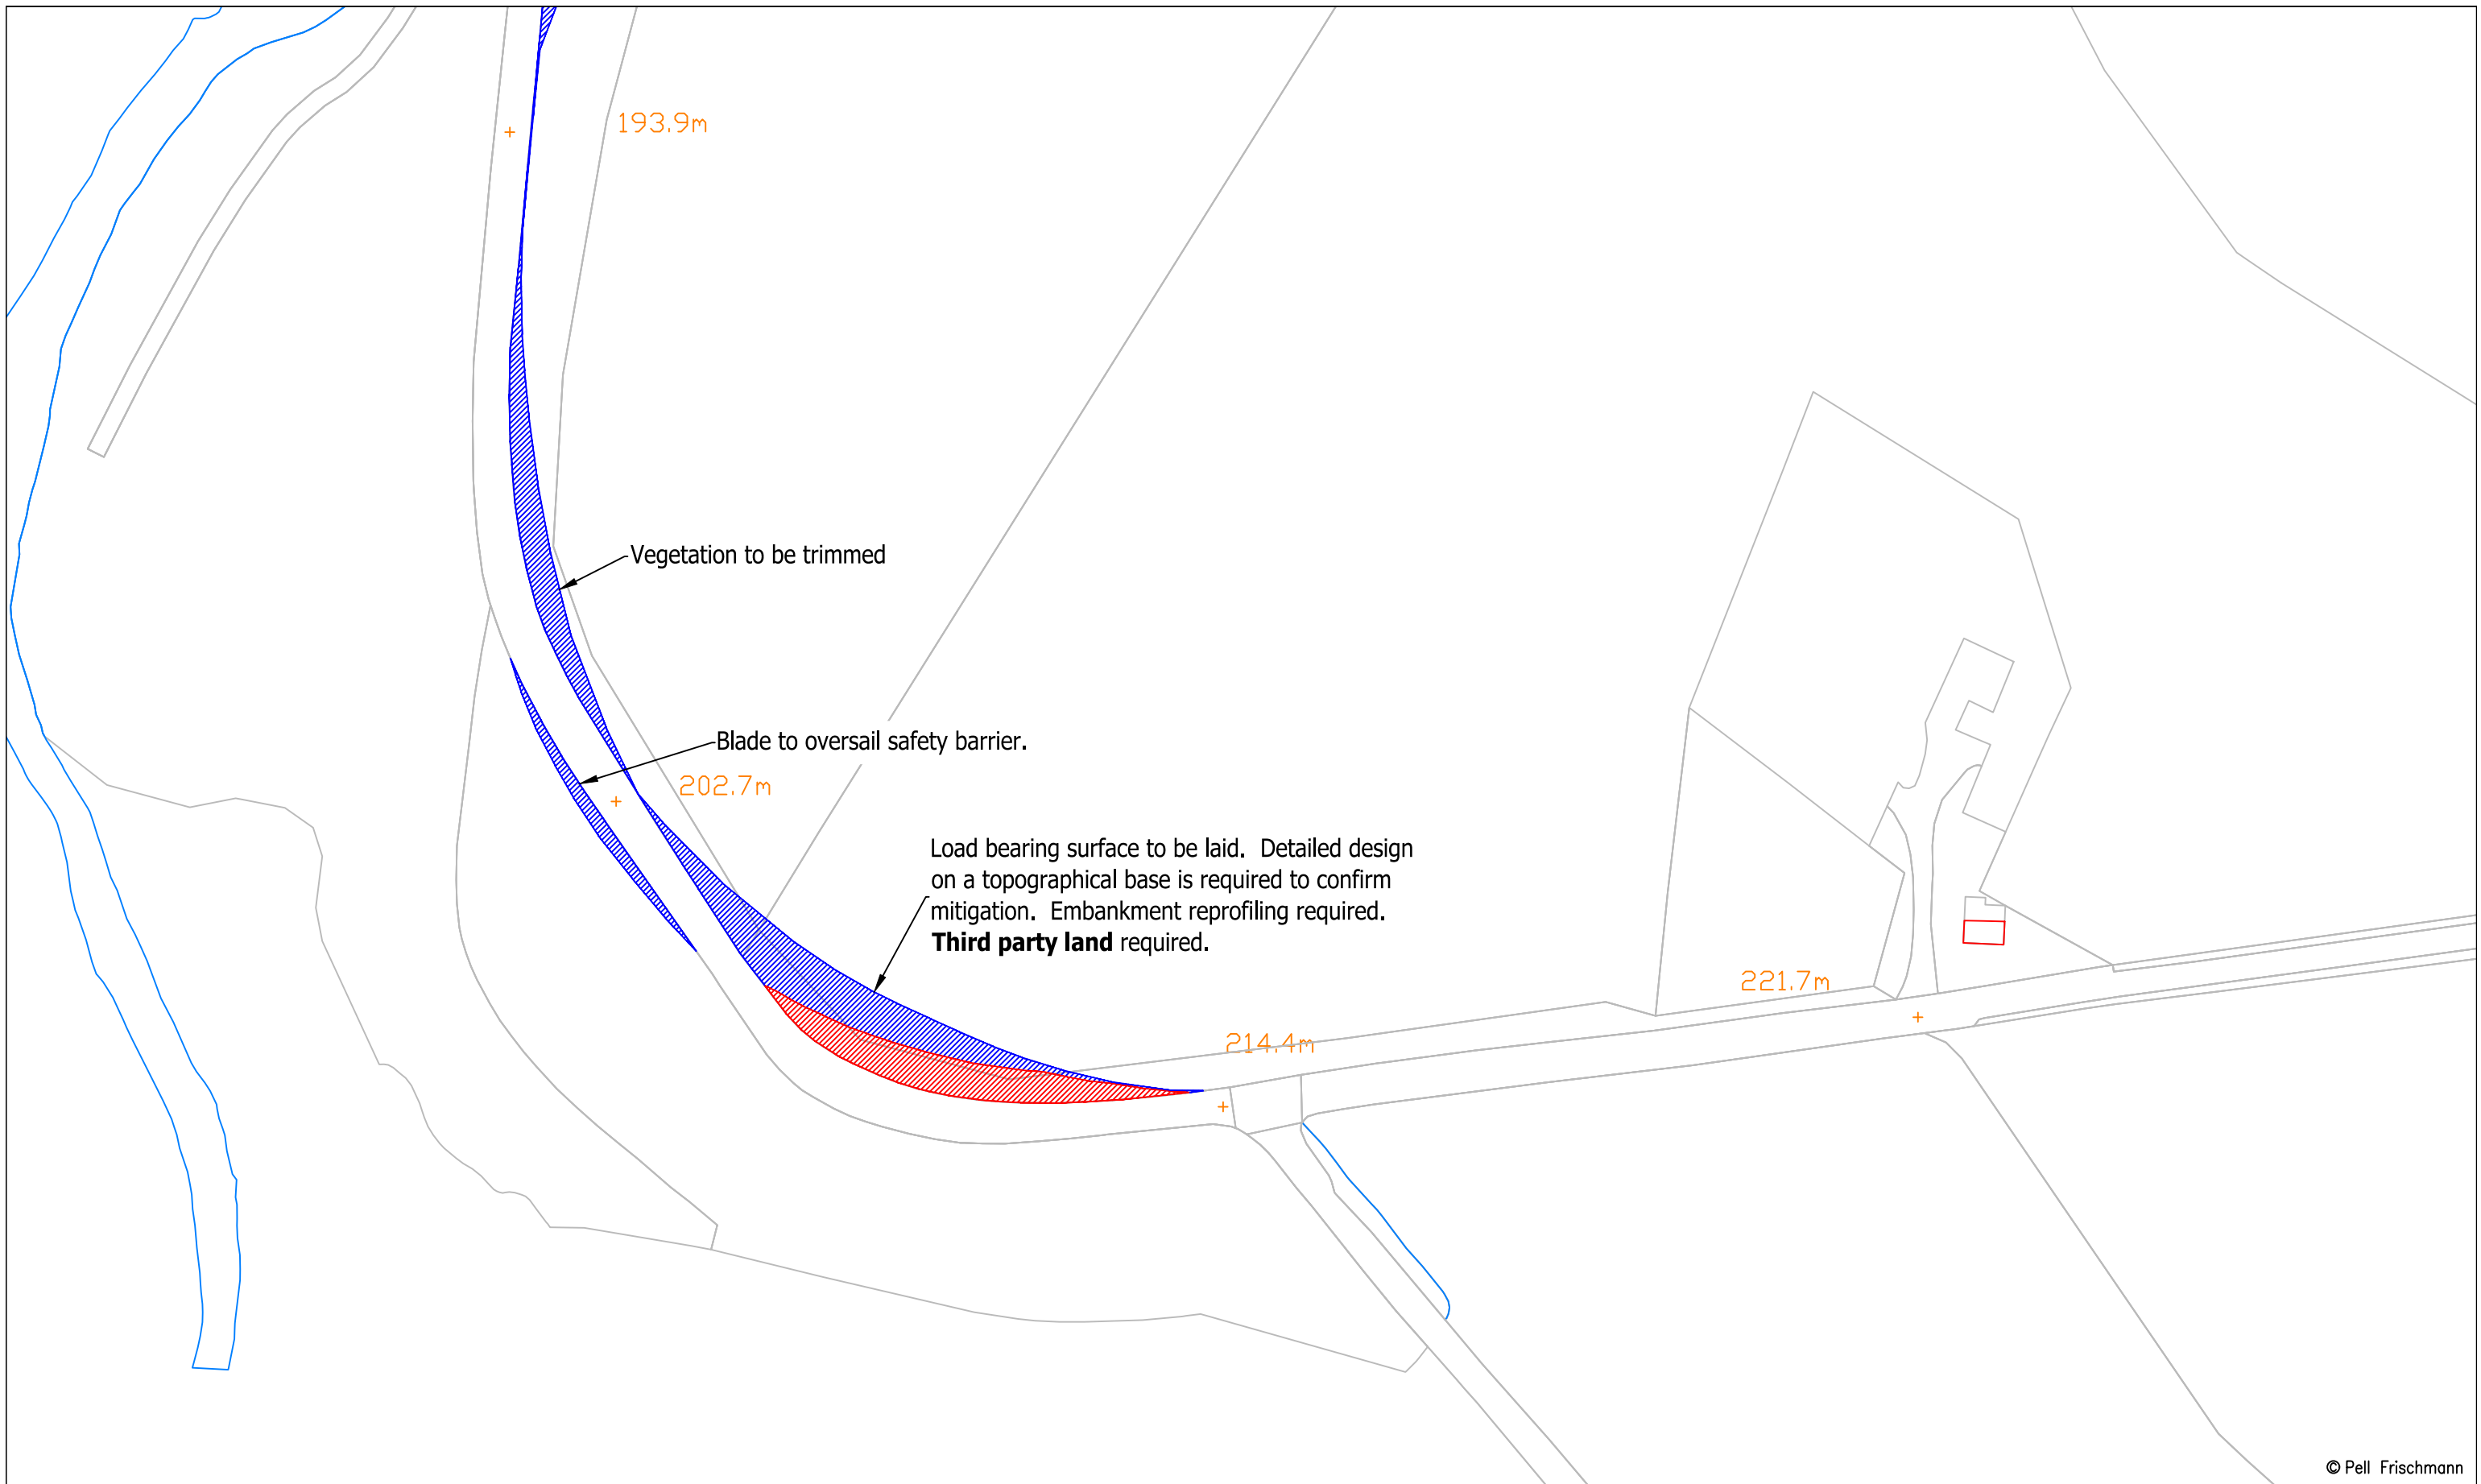 193.9m
Vegetation to be trimmed
Blade to oversail safety barrier.
202.7m
Load bearing surface to be laid.  Detailed design
on a topographical base is required to confirm
mitigation.  Embankment reprofiling required.
Third party land required.
221.7m
214.4m
© Pell Frischmann